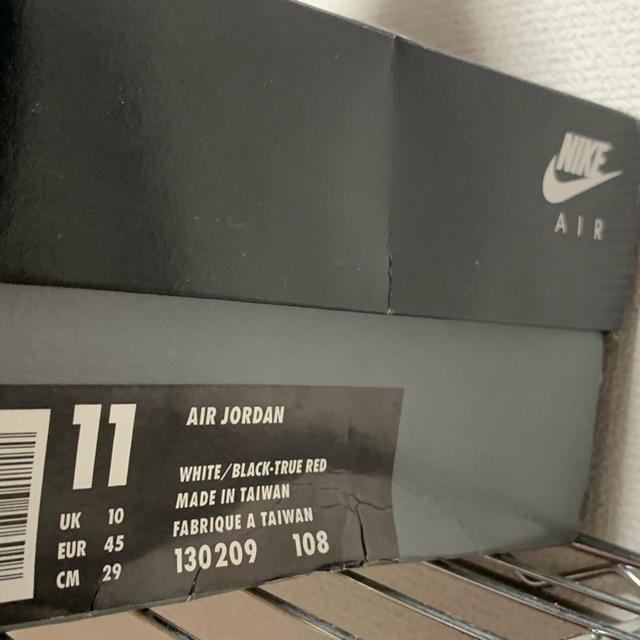 NIKE
AIR
11
AIR JORDAN
WHITE/BLACK-TRUE RED
MADE IN TAIWAN
FABRIQUE A TAIWAN
130209 108
UK 10
EUR 45
CM 29